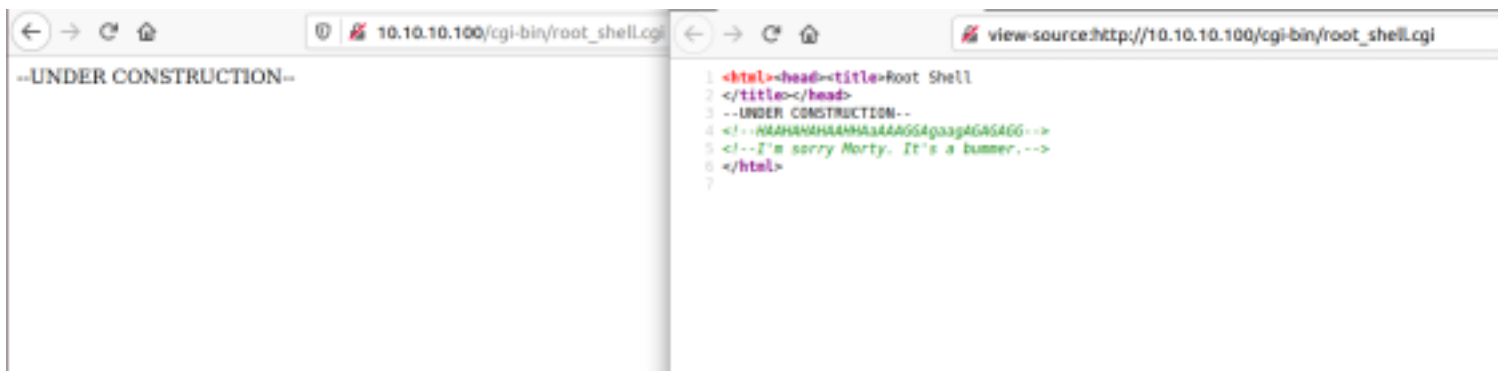 10.10.10.100/cgi-bin/root_shell.cgi
--UNDER CONSTRUCTION--
view-source:http://10.10.10.100/cgi-bin/root_shell.cgi
1 <html><head><title>Root Shell
2 </title></head>
3 --UNDER CONSTRUCTION--
4
5 <!--I'm sorry Morty. It's a bummer.-->
6 </html>
7